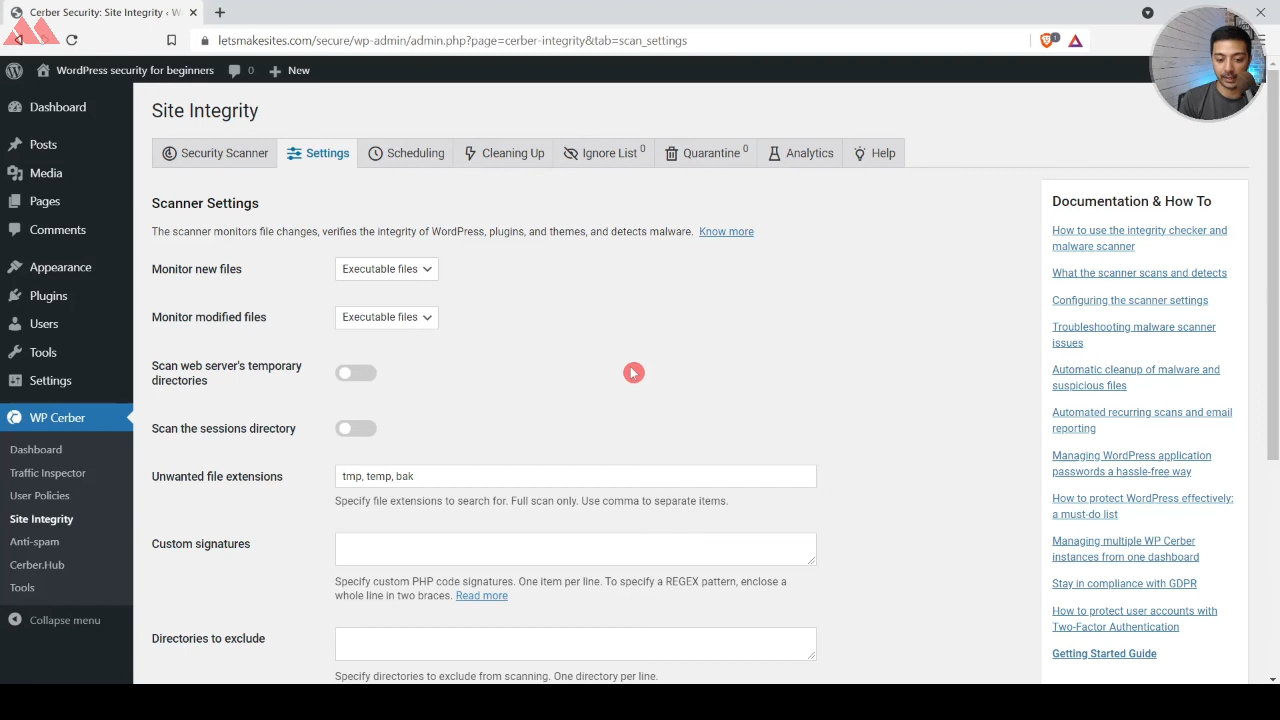 Cerber Security: Site Integrity ‹ W
letsmakesites.com/secure/wp-admin/admin.php?page=cerber-integrity&tab=scan_settings
1
WordPress security for beginners
0
New
Dashboard
Posts
Media
Pages
Comments
Appearance
Plugins
Users
Tools
Settings
WP Cerber
Dashboard
Traffic Inspector
User Policies
Site Integrity
Anti-spam
Cerber.Hub
Tools
Collapse menu
Site Integrity
Security Scanner
Settings
Scheduling
Cleaning Up
Ignore List 0
Quarantine 0
Analytics
Help
Scanner Settings
The scanner monitors file changes, verifies the integrity of WordPress, plugins, and themes, and detects malware. Know more
Monitor new files
Executable files
Monitor modified files
Executable files
Scan web server's temporary
directories
Scan the sessions directory
Unwanted file extensions
tmp, temp, bak
Specify file extensions to search for. Full scan only. Use comma to separate items.
Custom signatures
Specify custom PHP code signatures. One item per line. To specify a REGEX pattern, enclose a
whole line in two braces. Read more
Directories to exclude
Specify directories to exclude from scanning. One directory per line.
Documentation & How To
How to use the integrity checker and
malware scanner
What the scanner scans and detects
Configuring the scanner settings
Troubleshooting malware scanner
issues
Automatic cleanup of malware and
suspicious files
Automated recurring scans and email
reporting
Managing WordPress application
passwords a hassle-free way
How to protect WordPress effectively:
a must-do list
Managing multiple WP Cerber
instances from one dashboard
Stay in compliance with GDPR
How to protect user accounts with
Two-Factor Authentication
Getting Started Guide